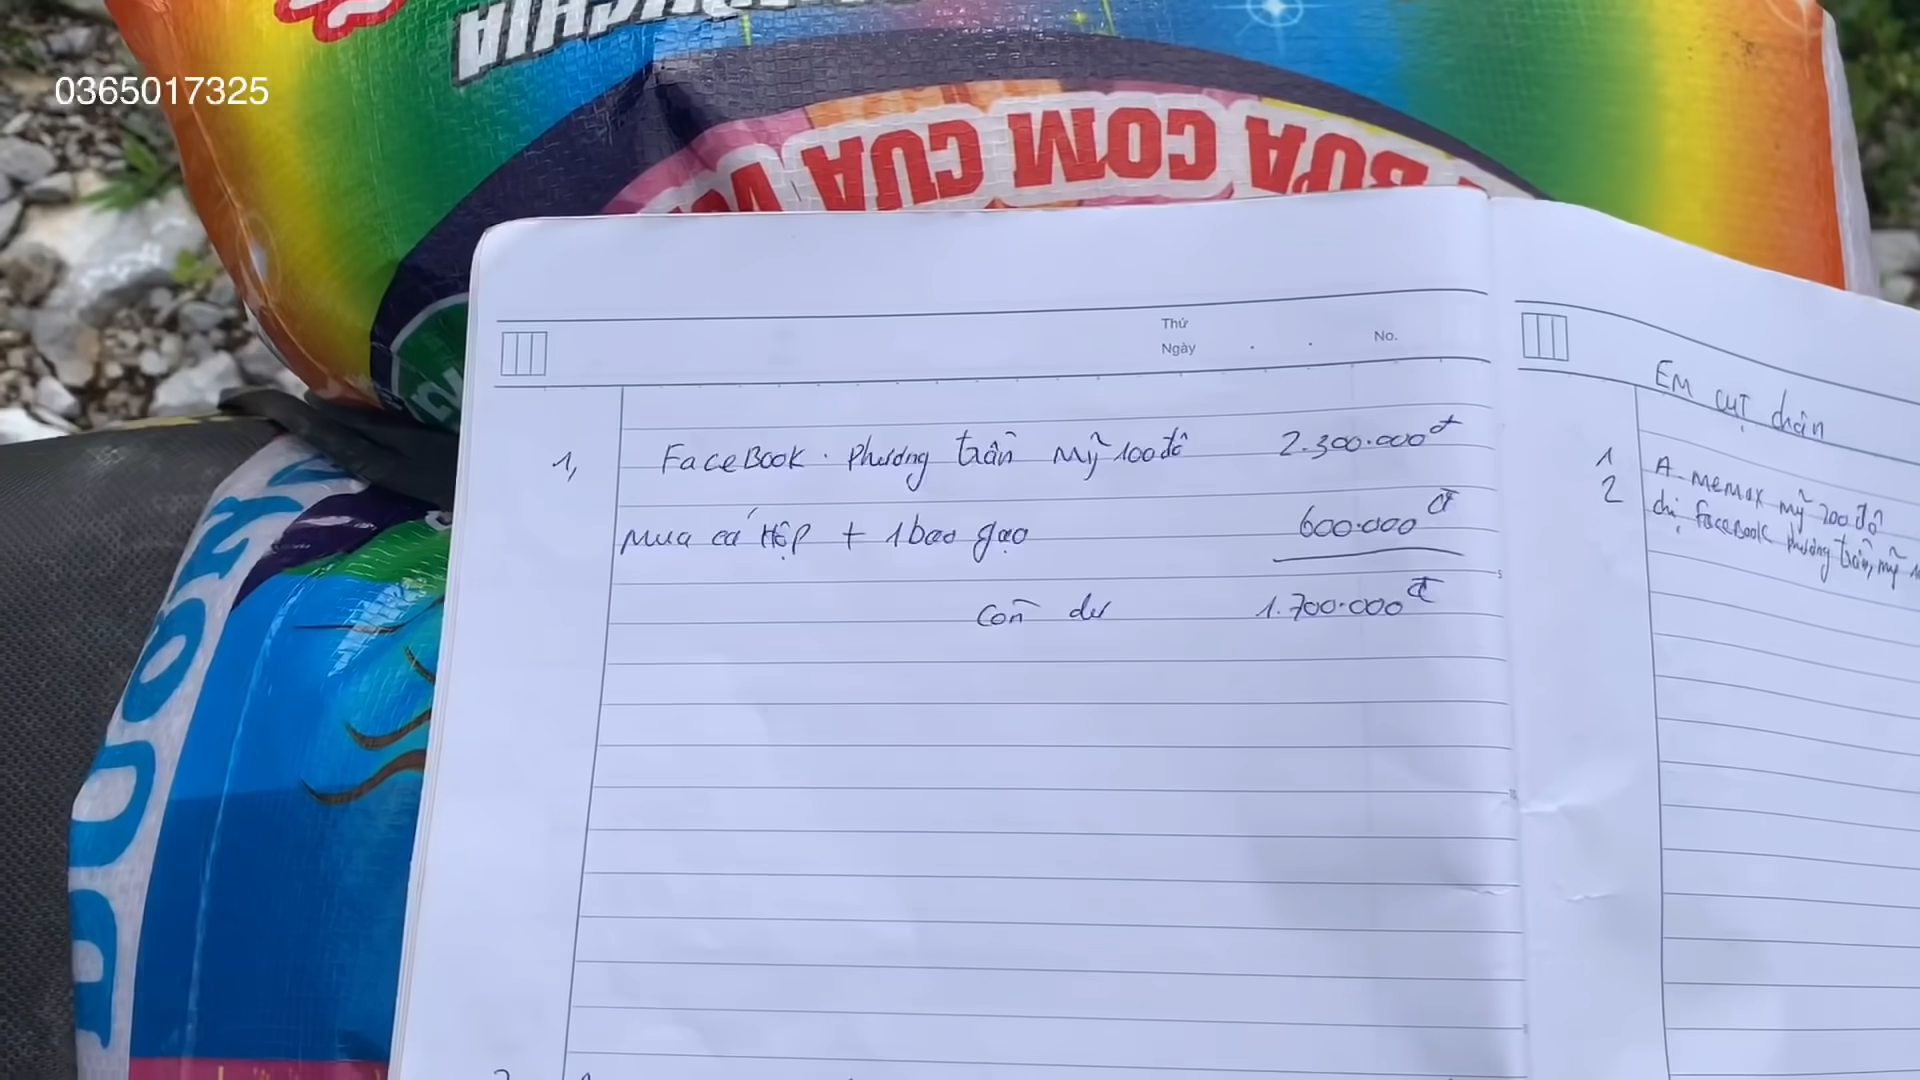 0365017325
BỮA CƠM CỦA
DUONG
Thứ
Ngày . . No.
1, FaceBook. Phương trần Mỹ 100 đô 2.300.000đ
Mua cá Hộp + 1 bao gạo 600.000đ
Còn dư 1.700.000đ
Em cụt chân
1 A. MeMax Mỹ 200 đô
2 chị FaceBook Phương trần, Mỹ